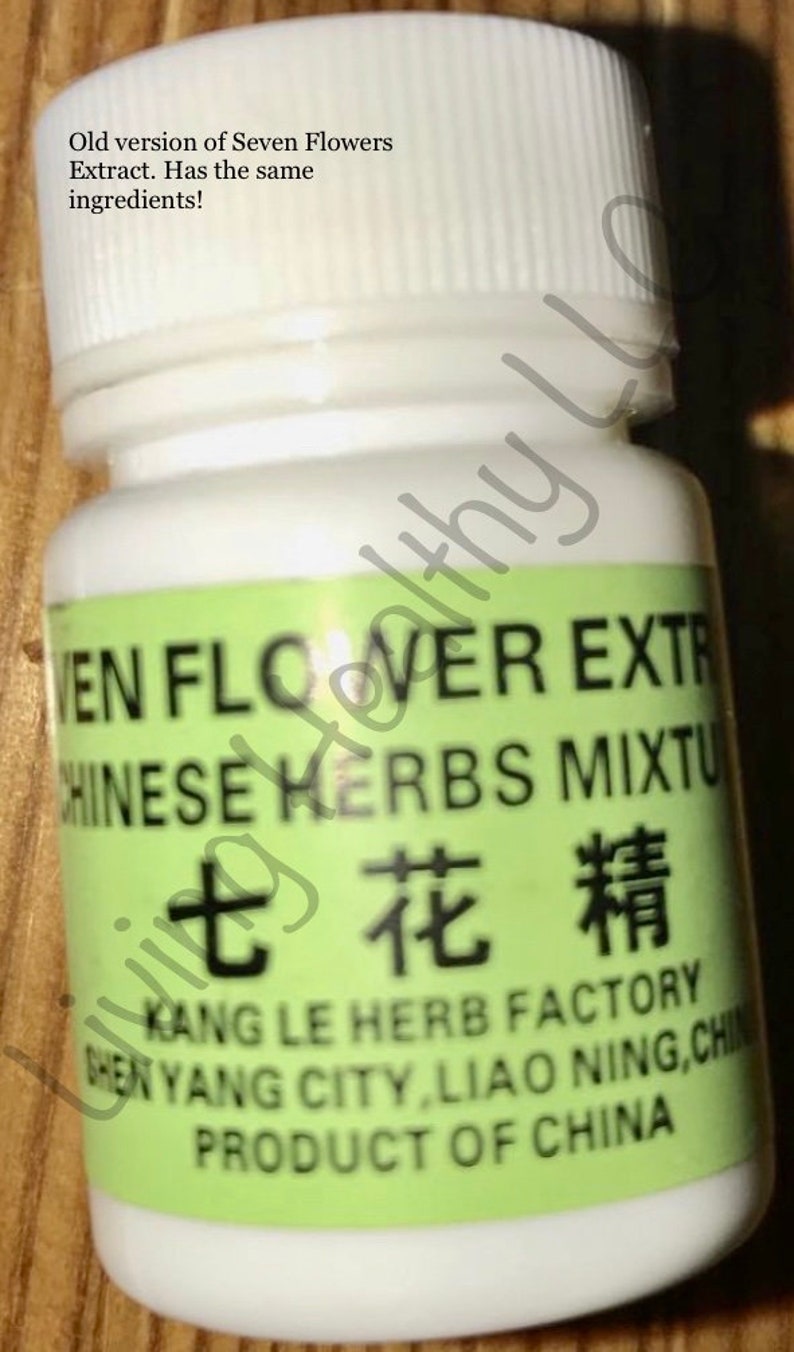 Old version of Seven Flowers
Extract. Has the same
ingredients!
VEN FLOWER EXTR
CHINESE HERBS MIXTU
七花精
KANG LE HERB FACTORY
SHEN YANG CITY,LIAO NING,CHIN
PRODUCT OF CHINA
Living Healthy LLC